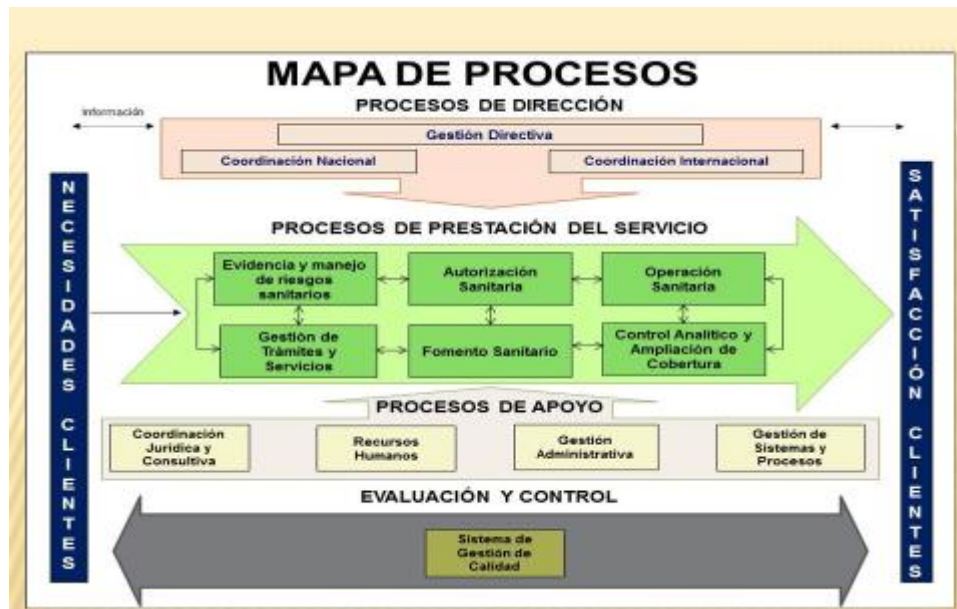 MAPA DE PROCESOS
PROCESOS DE DIRECCIÓN
Información
Gestión Directiva
Coordinación Nacional
Coordinación Internacional
NECESIDADES CLIENTES
SATISFACCIÓN CLIENTES
PROCESOS DE PRESTACIÓN DEL SERVICIO
Evidencia y manejo
de riesgos
sanitarios
Autorización
Sanitaria
Operación
Sanitaria
Gestión de
Trámites y
Servicios
Fomento Sanitario
Control Analítico y
Ampliación de
Cobertura
PROCESOS DE APOYO
Coordinación
Jurídica y
Consultiva
Recursos
Humanos
Gestión
Administrativa
Gestión de
Sistemas y
Procesos
EVALUACIÓN Y CONTROL
Sistema de
Gestión de
Calidad